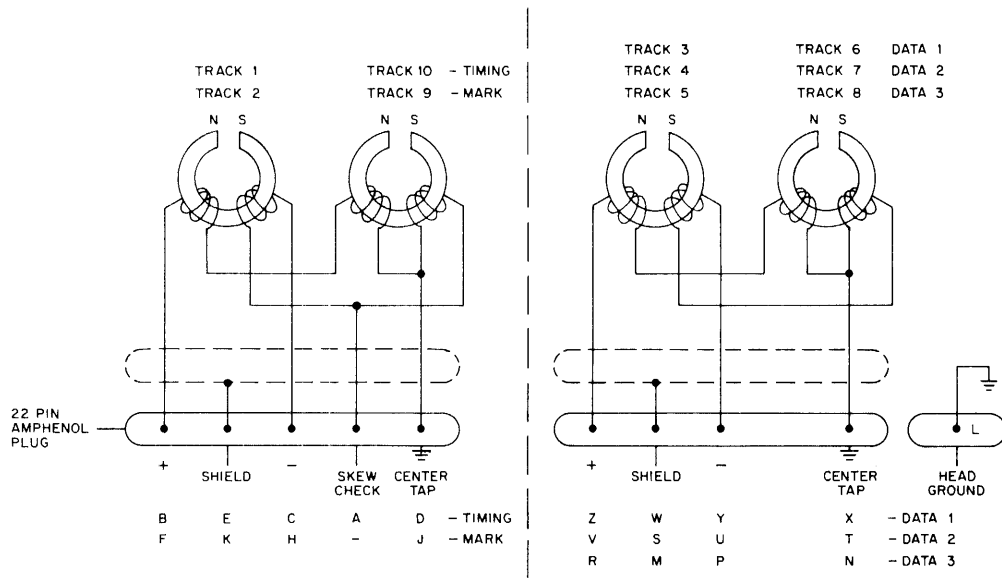 TRACK 1 TRACK 10 - TIMING
TRACK 2 TRACK 9 - MARK
N S N S
TRACK 3 TRACK 6 DATA 1
TRACK 4 TRACK 7 DATA 2
TRACK 5 TRACK 8 DATA 3
N S N S
22 PIN
AMPHENOL
PLUG
L
+ SHIELD - SKEW CHECK CENTER TAP
B E C A D - TIMING
F K H - J - MARK
+ SHIELD - CENTER TAP
HEAD GROUND
Z W Y X - DATA 1
V S U T - DATA 2
R M P N - DATA 3